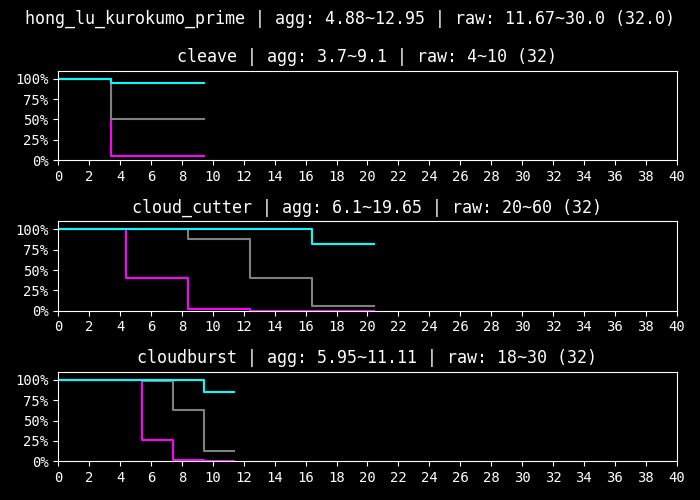 hong_lu_kurokumo_prime | agg: 4.88~12.95 | raw: 11.67~30.0 (32.0)
cleave | agg: 3.7~9.1 | raw: 4~10 (32)
100%
75%
50%
25%
0%
0 2 4 6 8 10 12 14 16 18 20 22 24 26 28 30 32 34 36 38 40
cloud_cutter | agg: 6.1~19.65 | raw: 20~60 (32)
100%
75%
50%
25%
0%
0 2 4 6 8 10 12 14 16 18 20 22 24 26 28 30 32 34 36 38 40
cloudburst | agg: 5.95~11.11 | raw: 18~30 (32)
100%
75%
50%
25%
0%
0 2 4 6 8 10 12 14 16 18 20 22 24 26 28 30 32 34 36 38 40